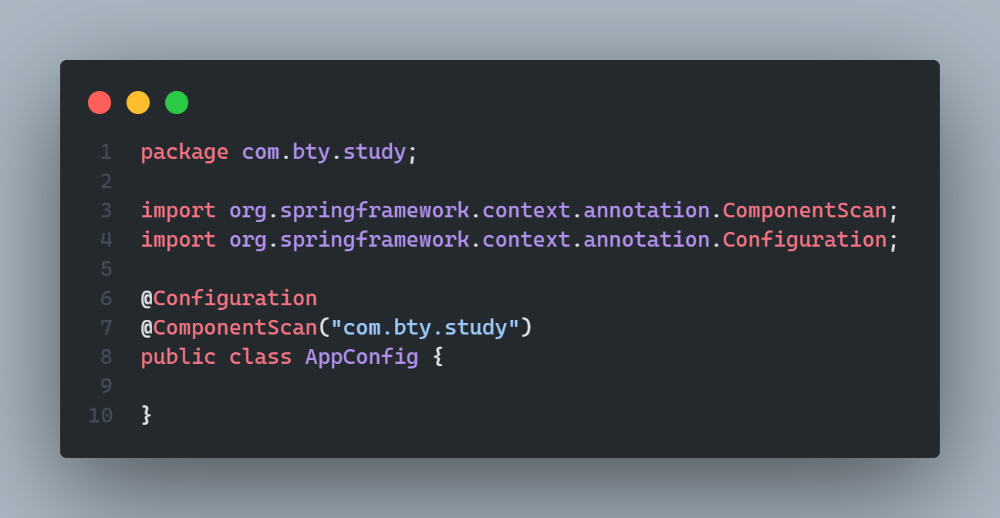 1 package com.bty.study;
2
3 import org.springframework.context.annotation.ComponentScan;
4 import org.springframework.context.annotation.Configuration;
5
6 @Configuration
7 @ComponentScan("com.bty.study")
8 public class AppConfig {
9
10 }